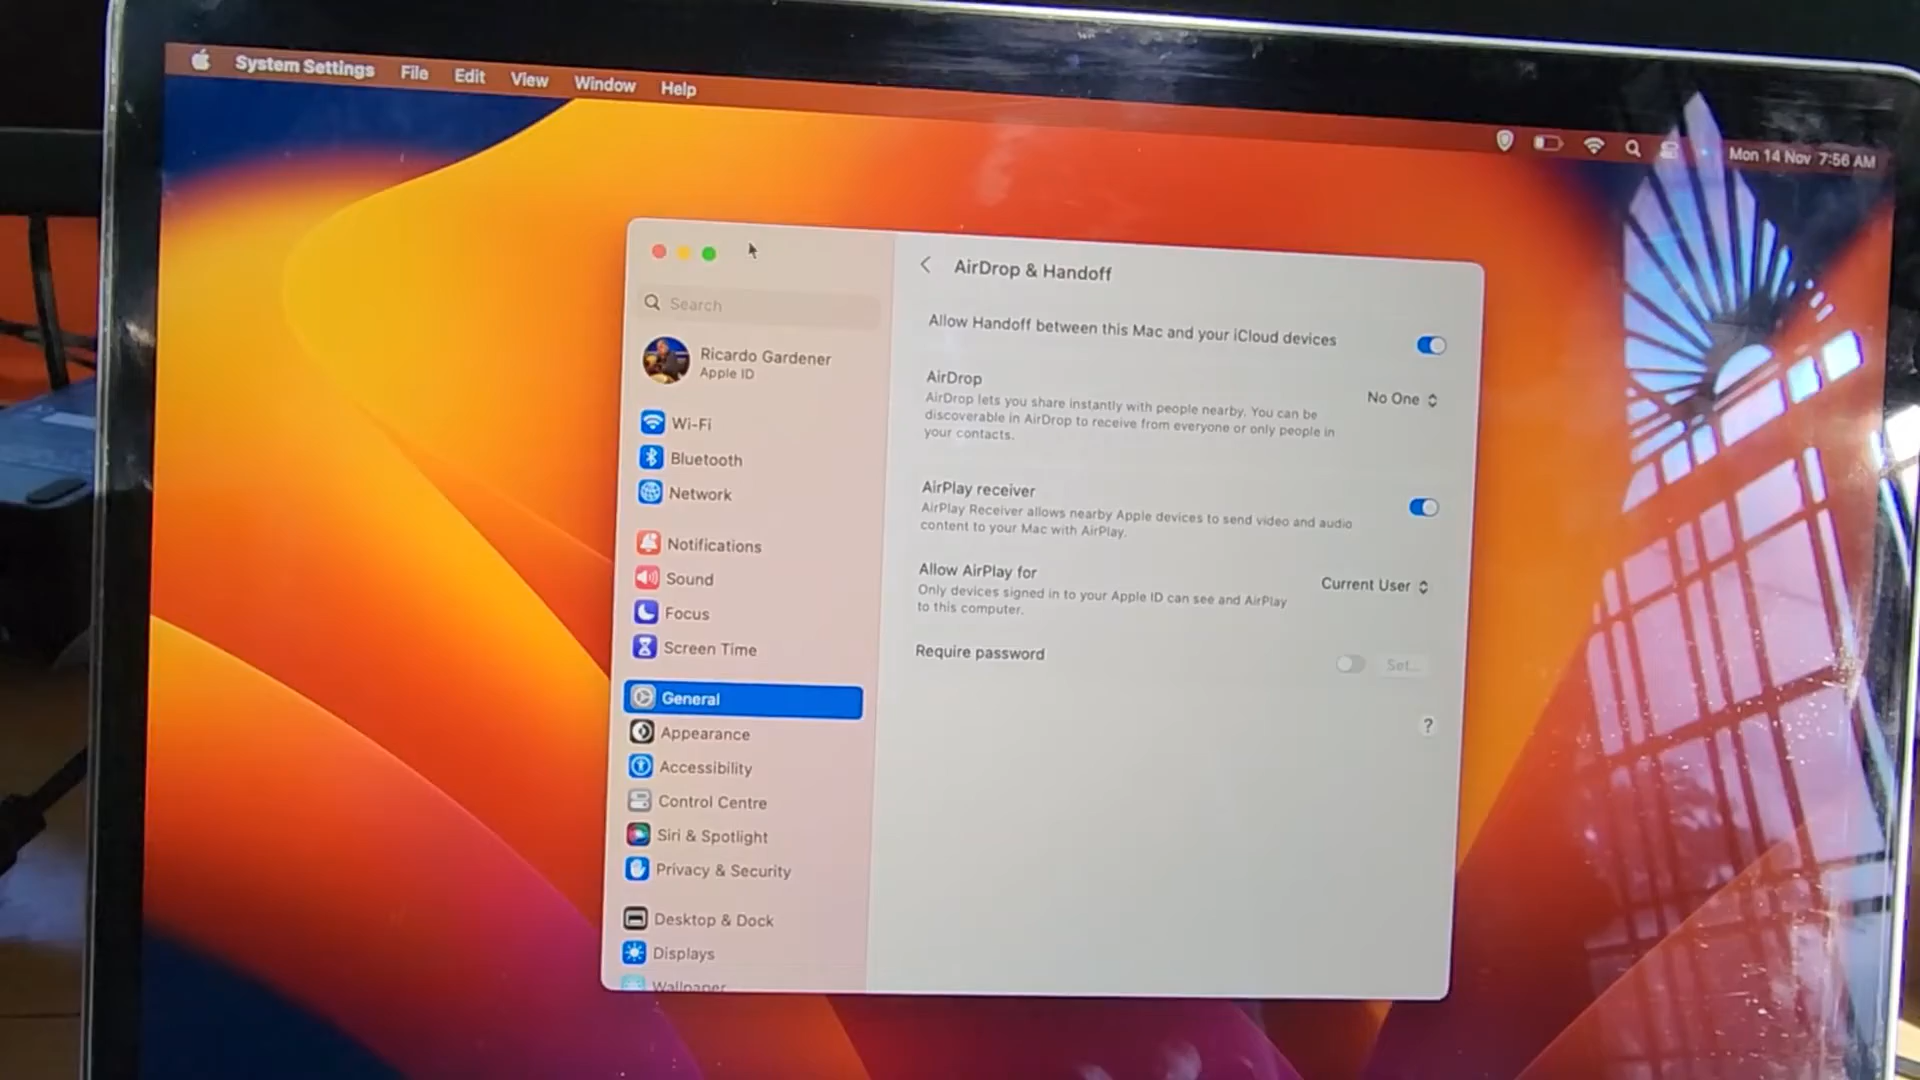 System Settings File Edit View Window Help
Mon 14 Nov 7:56 AM
Search
Ricardo Gardener
Apple ID
Wi-Fi
Bluetooth
Network
Notifications
Sound
Focus
Screen Time
General
Appearance
Accessibility
Control Centre
Siri & Spotlight
Privacy & Security
Desktop & Dock
Displays
Wallpaper
AirDrop & Handoff
Allow Handoff between this Mac and your iCloud devices
AirDrop
No One
AirDrop lets you share instantly with people nearby. You can be
discoverable in AirDrop to receive from everyone or only people in
your contacts.
AirPlay receiver
AirPlay Receiver allows nearby Apple devices to send video and audio
content to your Mac with AirPlay.
Allow AirPlay for
Current User
Only devices signed in to your Apple ID can see and AirPlay
to this computer.
Require password
Set...
?